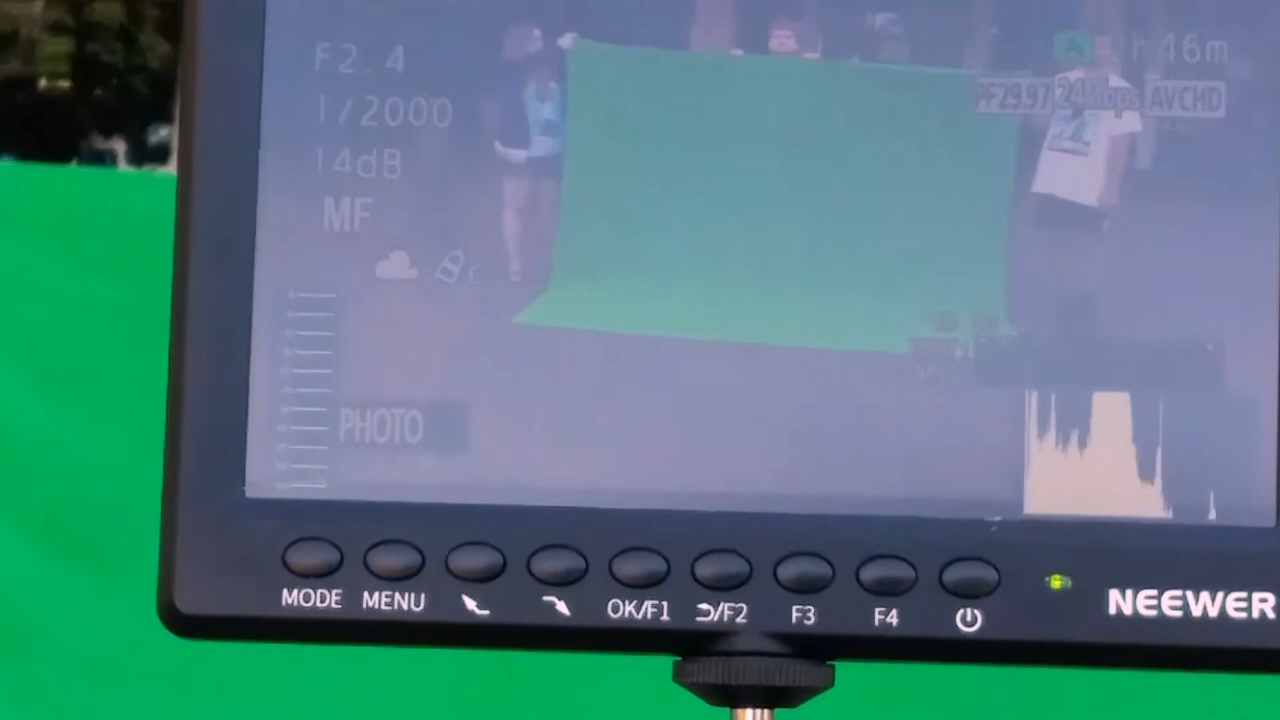 F2.4
1/2000
14dB
MF
PHOTO
46m
PF29.97 24Mbps AVCHD
MODE MENU OK/F1 /F2 F3 F4
NEEWER